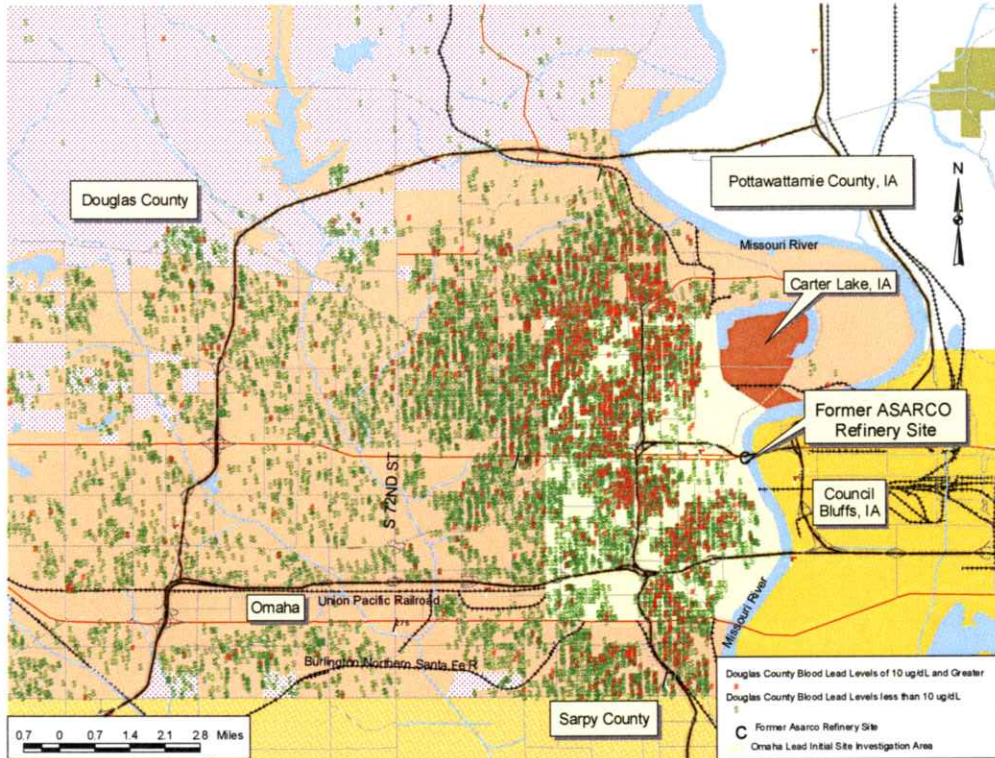 Douglas County
Pottawattamie County, IA
N
Missouri River
Carter Lake, IA
Former ASARCO
Refinery Site
S 72ND ST
Council
Bluffs, IA
Omaha
Union Pacific Railroad
275
Burlington Northern Santa Fe R
Missouri River
Sarpy County
0.7 0 0.7 1.4 2.1 2.8 Miles
Douglas County Blood Lead Levels of 10 ug/dL and Greater
Douglas County Blood Lead Levels less than 10 ug/dL
S
C Former Asarco Refinery Site
Omaha Lead Initial Site Investigation Area